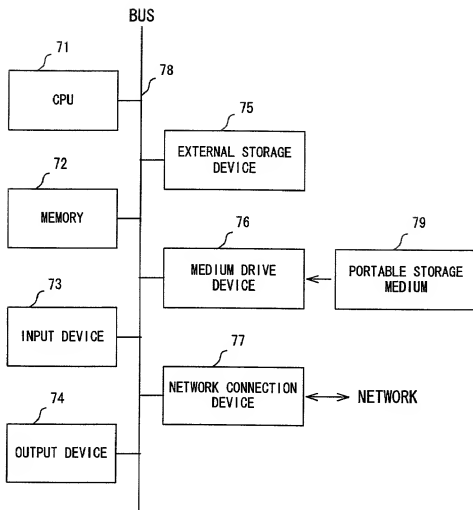 BUS
71
CPU
78
75
EXTERNAL STORAGE
DEVICE
72
MEMORY
76
MEDIUM DRIVE
DEVICE
79
PORTABLE STORAGE
MEDIUM
73
INPUT DEVICE
77
NETWORK CONNECTION
DEVICE
NETWORK
74
OUTPUT DEVICE